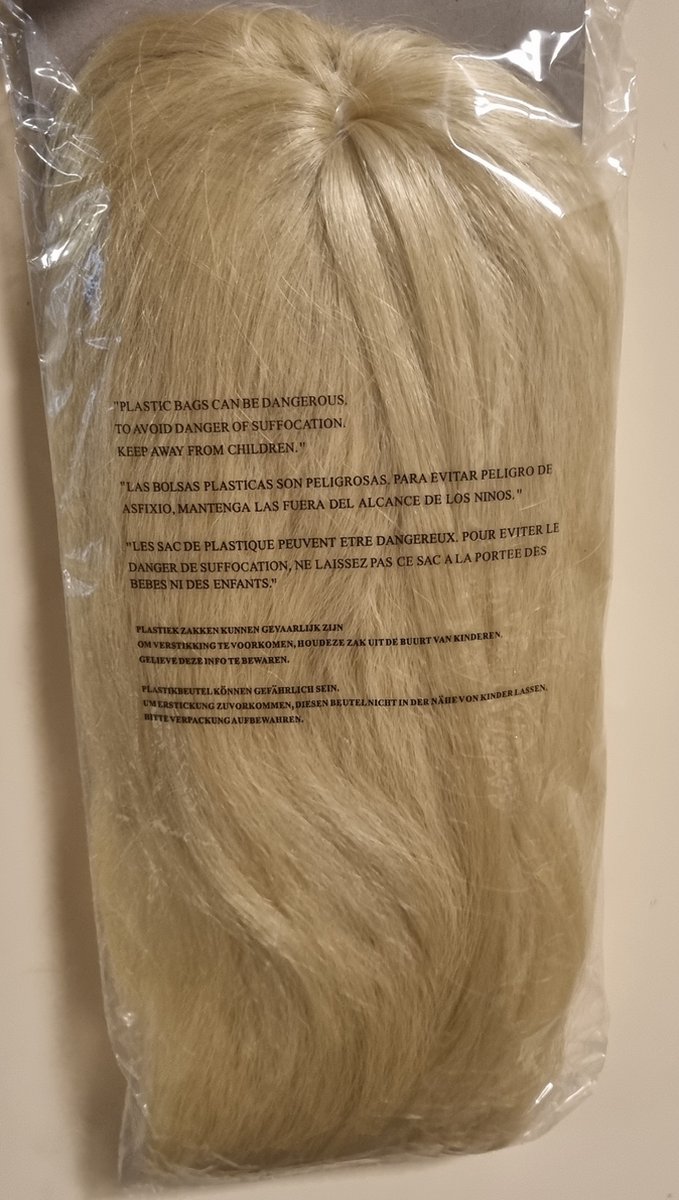 "PLASTIC BAGS CAN BE DANGEROUS.
TO AVOID DANGER OF SUFFOCATION.
KEEP AWAY FROM CHILDREN."
"LAS BOLSAS PLASTICAS SON PELIGROSAS. PARA EVITAR PELIGRO DE
ASFIXIO, MANTENGA LAS FUERA DEL ALCANCE DE LOS NINOS."
"LES SAC DE PLASTIQUE PEUVENT ETRE DANGEREUX. POUR EVITER LE
DANGER DE SUFFOCATION, NE LAISSEZ PAS CE SAC A LA PORTEE DES
BEBES NI DES ENFANTS."
PLASTIEK ZAKKEN KUNNEN GEVAARLIJK ZIJN
OM VERSTIKKING TE VOORKOMEN, HOUDEZE ZAK UIT DE BUURT VAN KINDEREN.
GELIEVE DEZE INFO TE BEWAREN.
PLASTIKBEUTEL KÖNNEN GEFÄHRLICH SEIN.
UM ERSTICKUNG ZUVORKOMMEN, DIESEN BEUTEL NICHT IN DER NÄHE VON KINDER LASSEN.
BITTE VERPACKUNG AUFBEWAHREN.